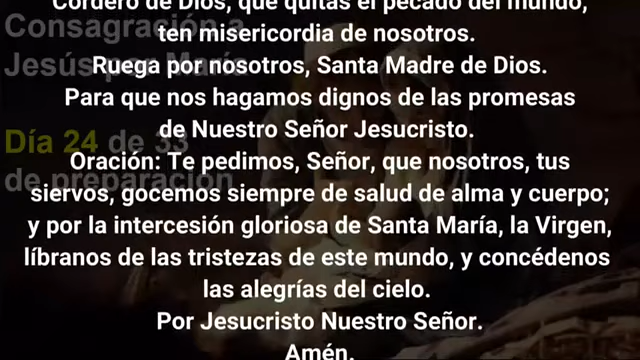 Cordero de Dios, que quitas el pecado del mundo,
ten misericordia de nosotros.
Ruega por nosotros, Santa Madre de Dios.
Para que nos hagamos dignos de las promesas
de Nuestro Señor Jesucristo.
Oración: Te pedimos, Señor, que nosotros, tus
siervos, gocemos siempre de salud de alma y cuerpo;
y por la intercesión gloriosa de Santa María, la Virgen,
líbranos de las tristezas de este mundo, y concédenos
las alegrías del cielo.
Por Jesucristo Nuestro Señor.
Amén.
Consagración a
Jesús por María
Día 24 de 33
de preparación